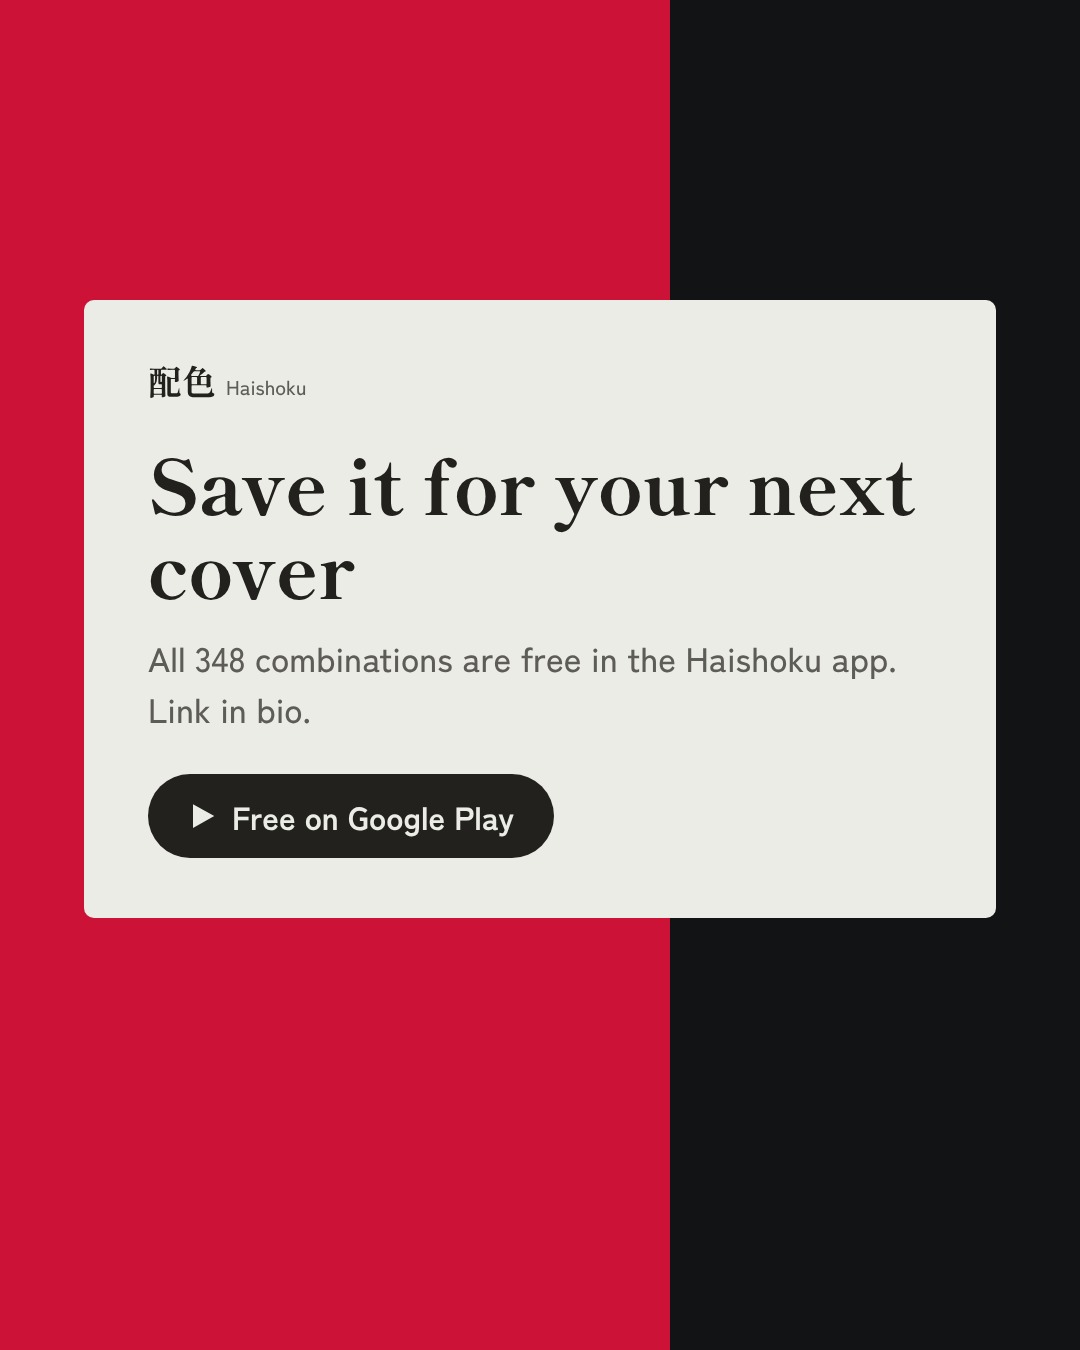 配色 Haishoku
Save it for your next
cover
All 348 combinations are free in the Haishoku app.
Link in bio.
Free on Google Play